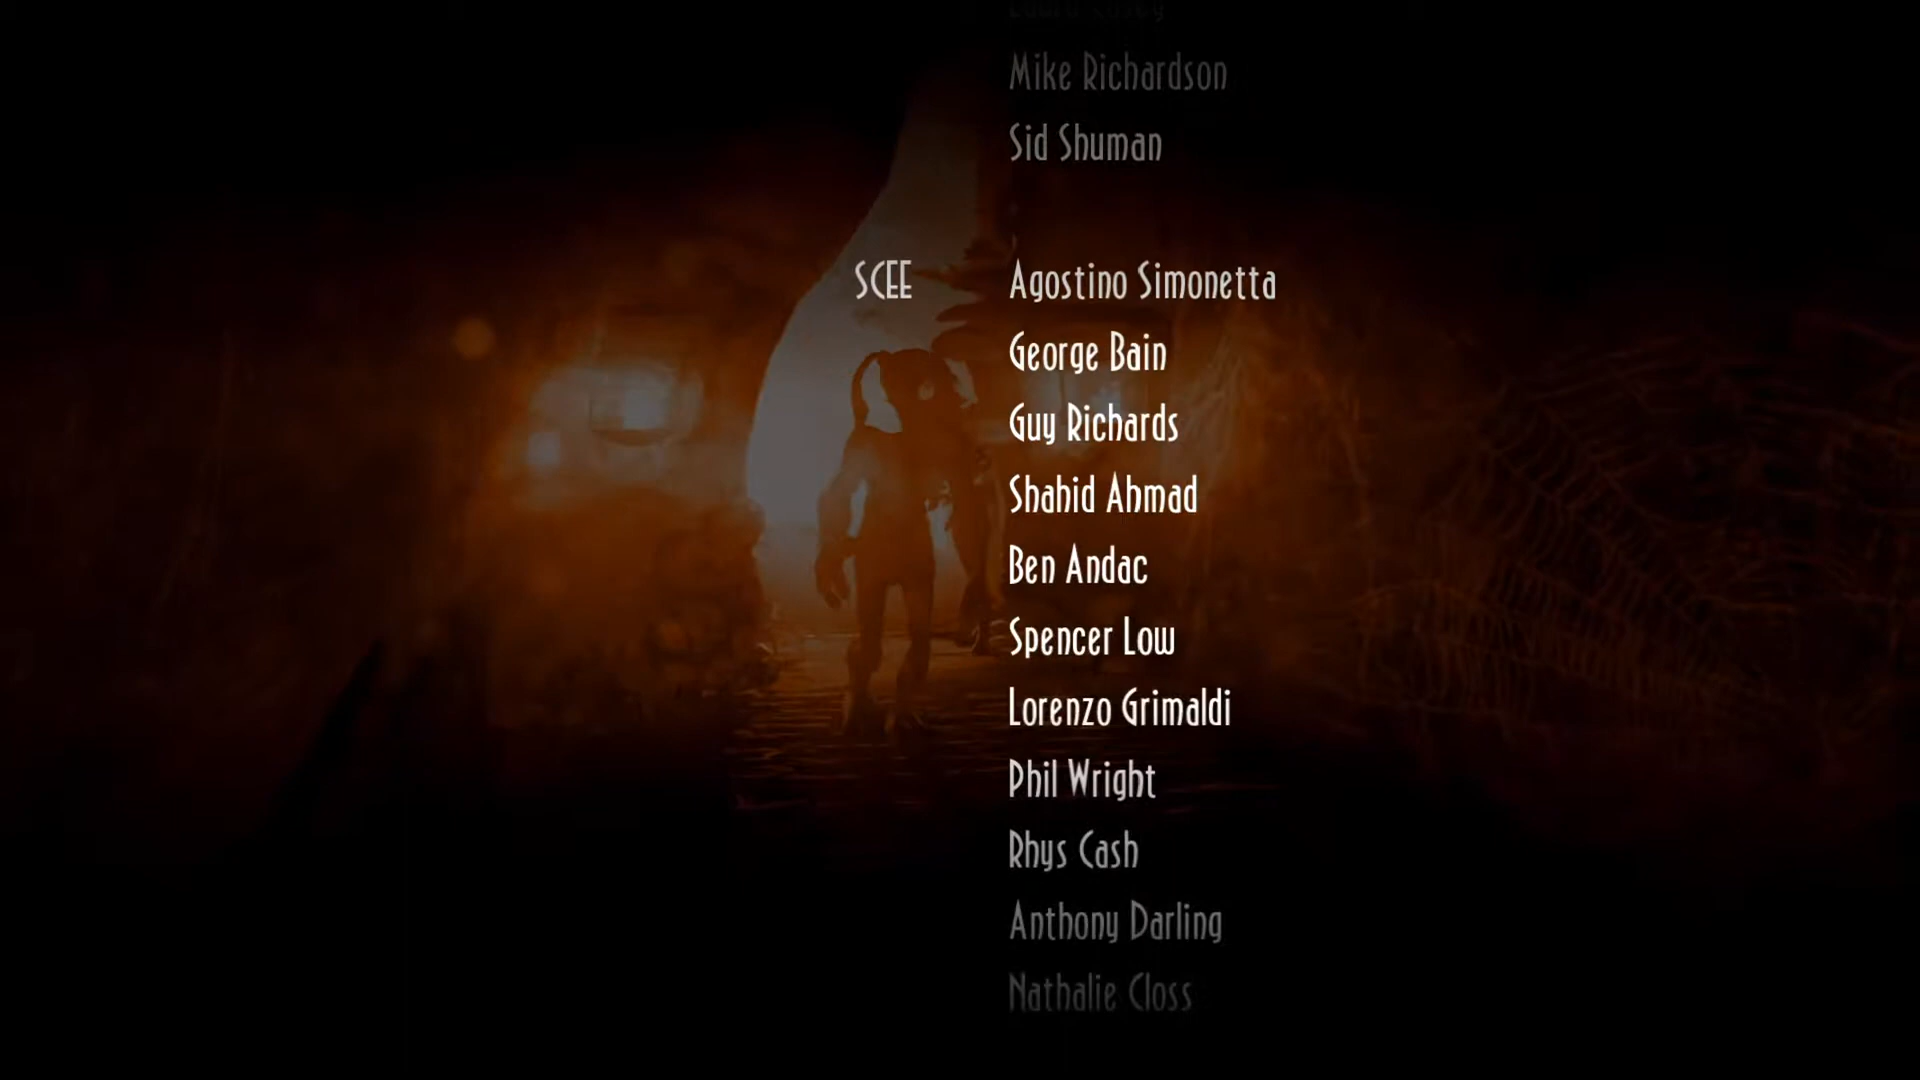 Mike Richardson
Sid Shuman
SCEE Agostino Simonetta
George Bain
Guy Richards
Shahid Ahmad
Ben Andac
Spencer Low
Lorenzo Grimaldi
Phil Wright
Rhys Cash
Anthony Darling
Nathalie Closs